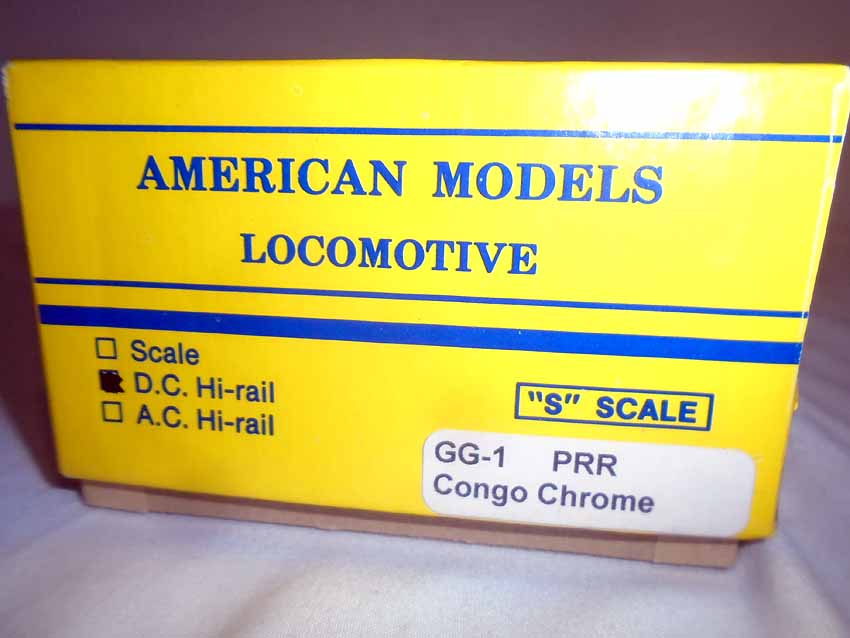 AMERICAN MODELS
LOCOMOTIVE
Scale
D.C. Hi-rail
A.C. Hi-rail
"S" SCALE
GG-1 PRR
Congo Chrome